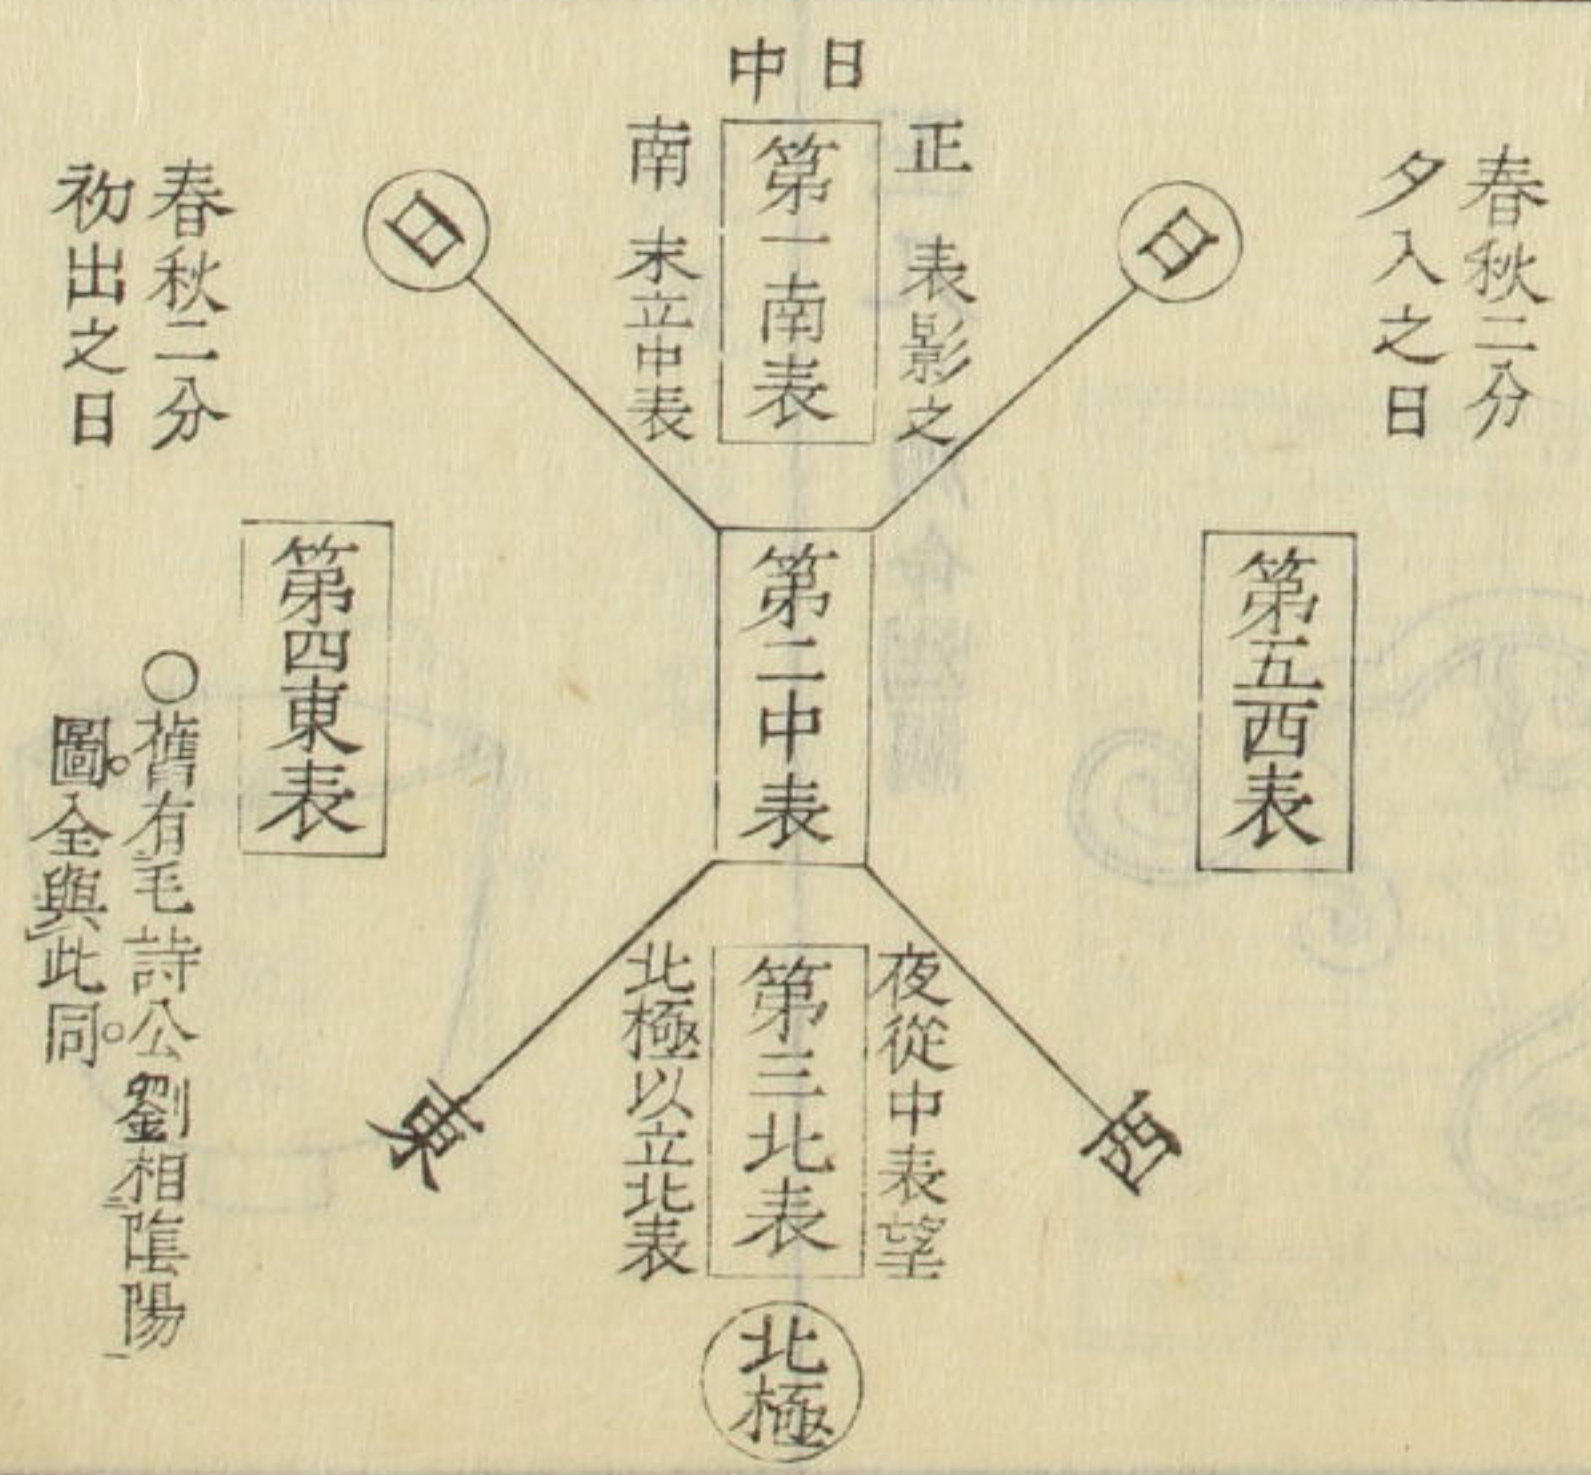 日中
春秋二分
夕入之日
日
正 表影之
第一南表
南 末立中表
日
春秋二分
初出之日
第五西表
第二中表
第四東表
西
夜從中表望
第三北表
北極以立北表
東
北極
○舊有毛詩公劉相陰陽
圖。全與此同。